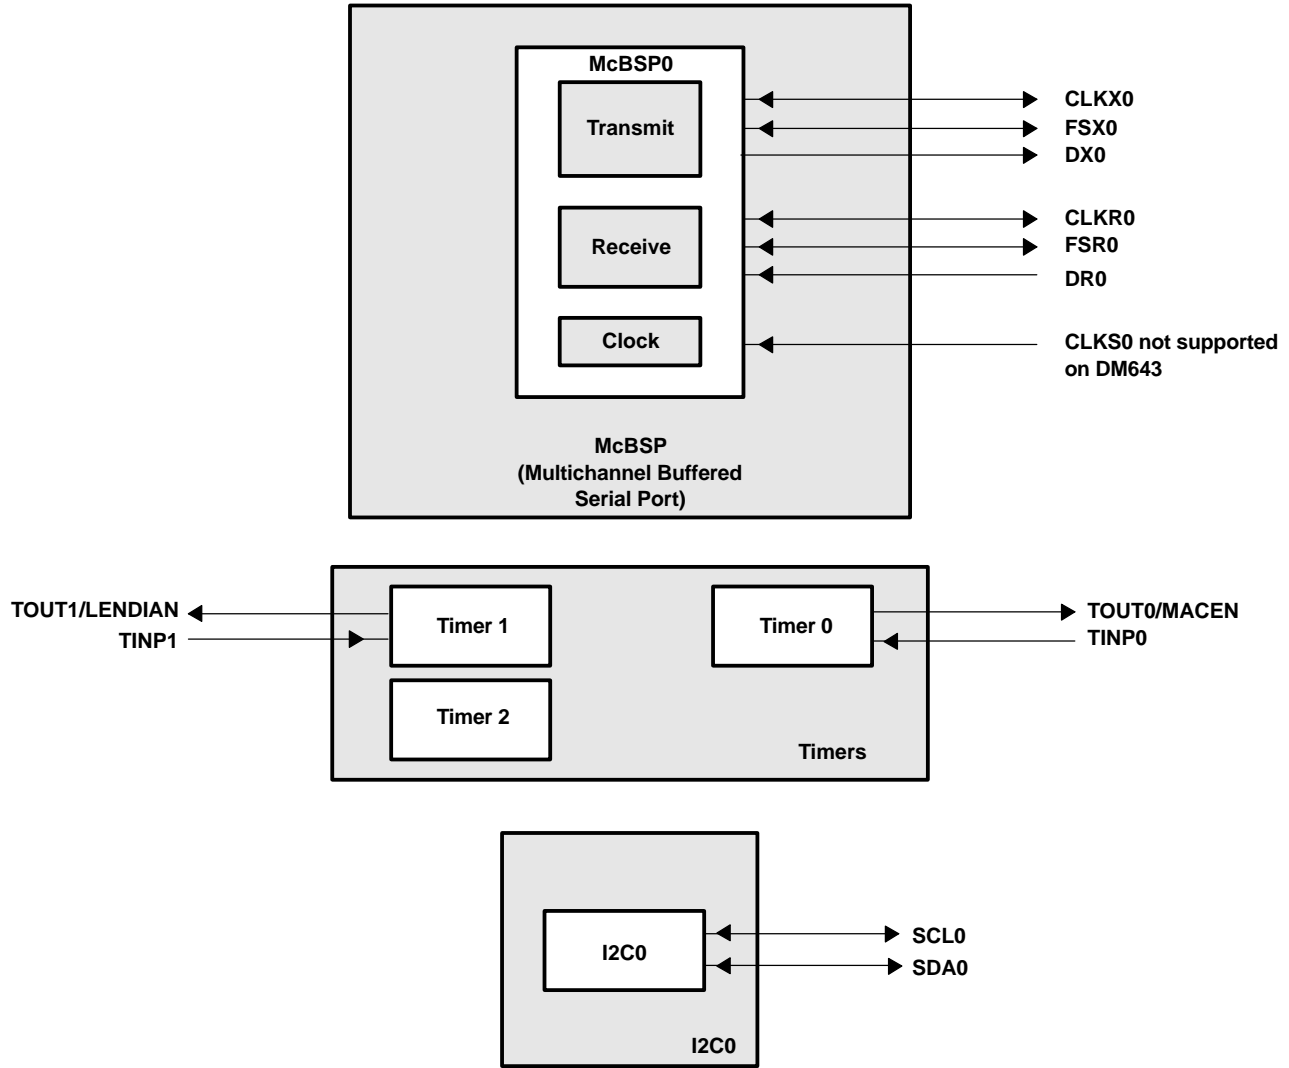 McBSP0
Transmit
CLKX0
FSX0
DX0
Receive
CLKR0
FSR0
DR0
Clock
CLKS0 not supported
on DM643
McBSP
(Multichannel Buffered
Serial Port)
TOUT1/LENDIAN
TINP1
Timer 1
Timer 0
TOUT0/MACEN
TINP0
Timer 2
Timers
I2C0
SCL0
SDA0
I2C0